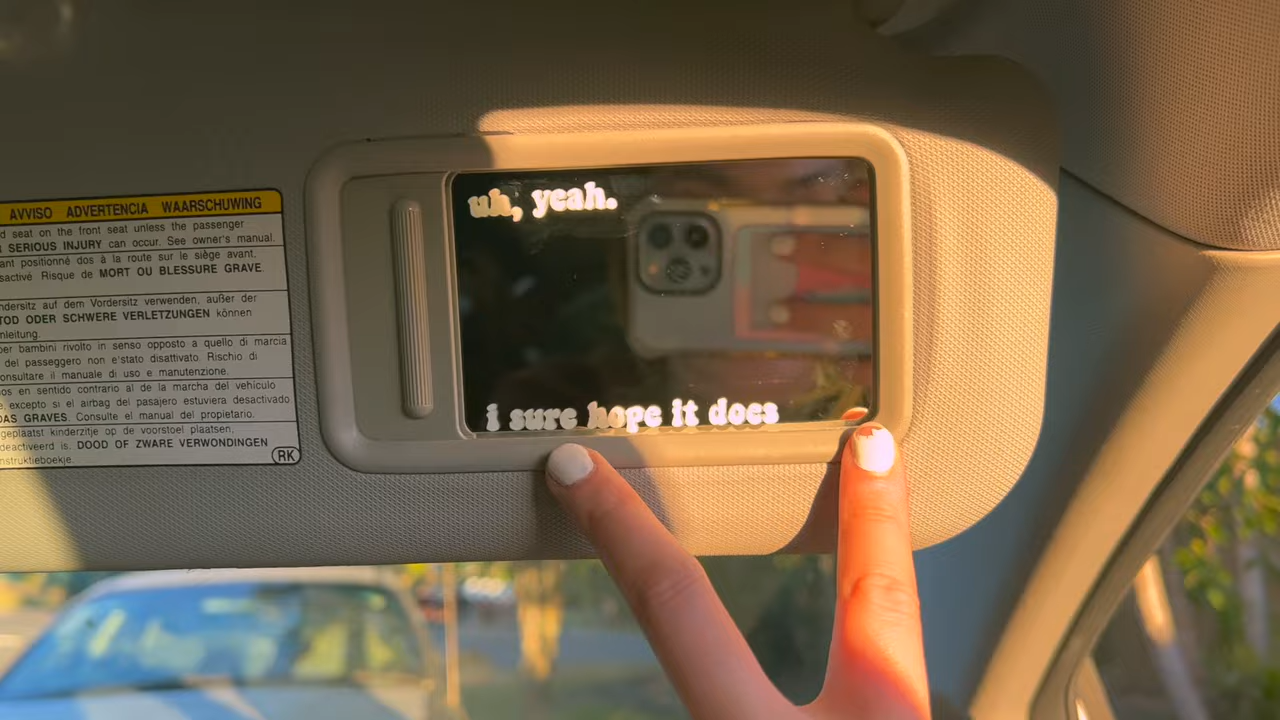 AVVISO ADVERTENCIA WAARSCHUWING
d seat on the front seat unless the passenger
SERIOUS INJURY can occur. See owner's manual.
ant positionné dos à la route sur le siège avant,
sactivé Risque de MORT OU BLESSURE GRAVE.
ndersitz auf dem Vordersitz verwenden, außer der
TOD ODER SCHWERE VERLETZUNGEN können
nleitung.
per bambini rivolto in senso opposto a quello di marcia
del passeggero non e'stato disattivato. Rischio di
onsultare il manuale di uso e manutenzione.
os en sentido contrario al de la marcha del vehículo
e, excepto si el airbag del pasajero estuviera desactivado
DAS GRAVES. Consulte el manual del propietario.
geplaatst kinderzitje op de voorstoel plaatsen,
deactiveerd is. DOOD OF ZWARE VERWONDINGEN
nstruktieboekje.
RK
uh, yeah.
i sure hope it does